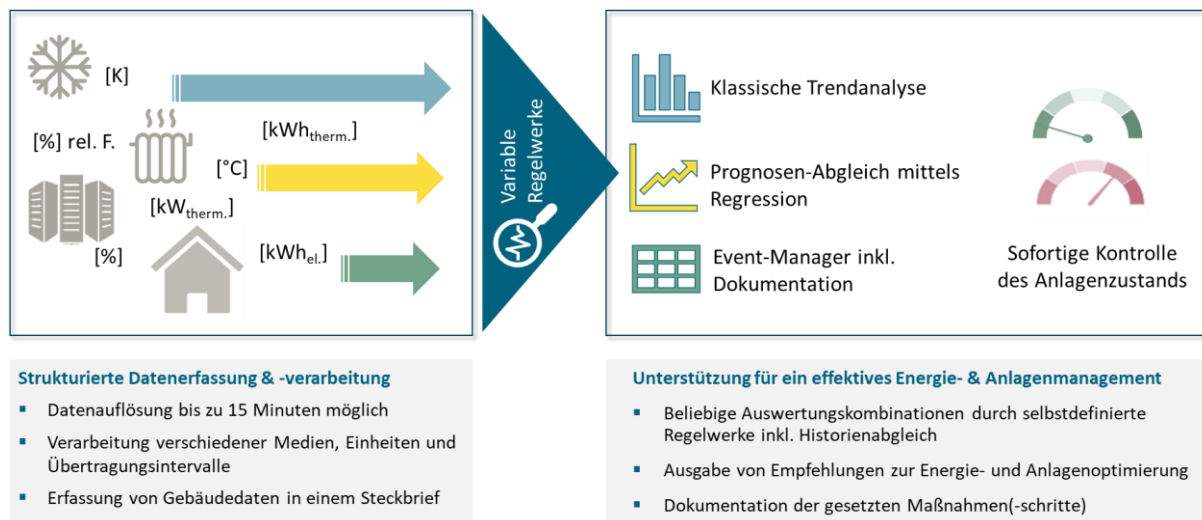 [K]
[kWhtherm.]
[%] rel. F.
[°C]
[kWtherm.]
[%]
[kWhel.]
Variable
Regelwerke
Klassische Trendanalyse
Prognosen-Abgleich mittels
Regression
Event-Manager inkl.
Dokumentation
Sofortige Kontrolle
des Anlagenzustands
Strukturierte Datenerfassung & -verarbeitung
▪ Datenauflösung bis zu 15 Minuten möglich
▪ Verarbeitung verschiedener Medien, Einheiten und
Übertragungsintervalle
▪ Erfassung von Gebäudedaten in einem Steckbrief
Unterstützung für ein effektives Energie- & Anlagenmanagement
▪ Beliebige Auswertungskombinationen durch selbstdefinierte
Regelwerke inkl. Historienabgleich
▪ Ausgabe von Empfehlungen zur Energie- und Anlagenoptimierung
▪ Dokumentation der gesetzten Maßnahmen(-schritte)